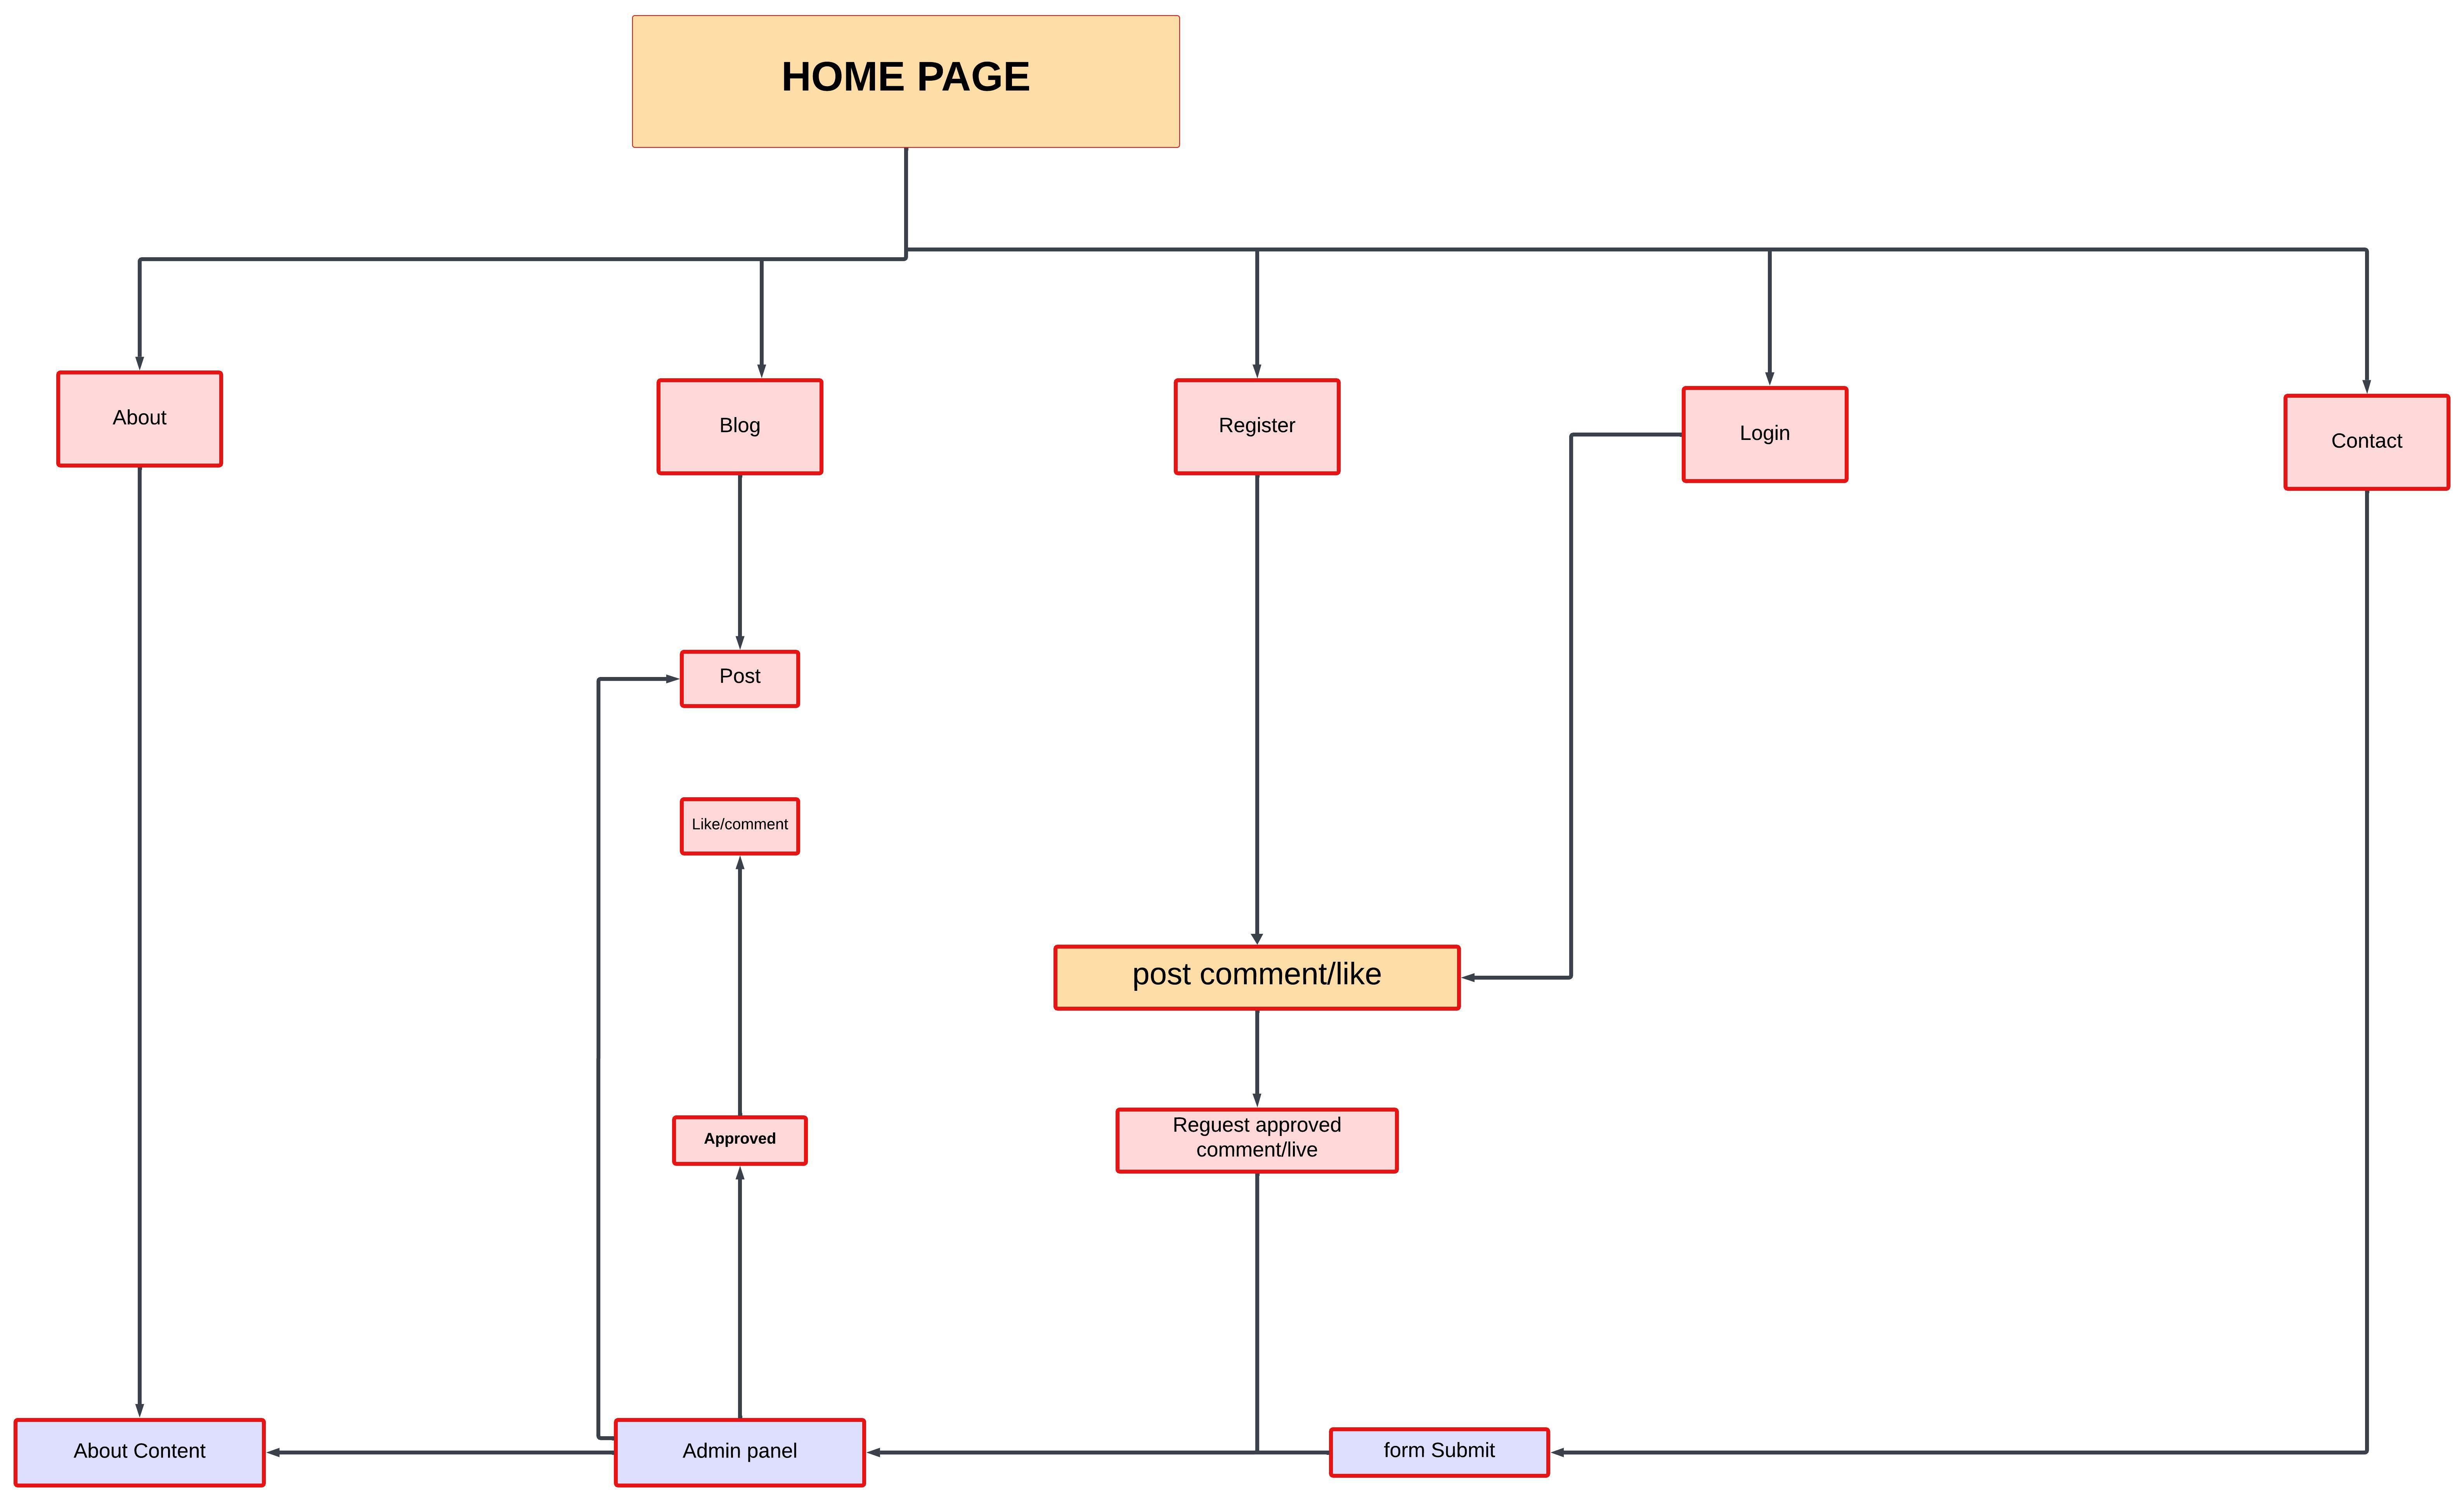 HOME PAGE
About
Blog
Register
Login
Contact
Post
Like/comment
post comment/like
Approved
Reguest approved
comment/live
About Content
Admin panel
form Submit